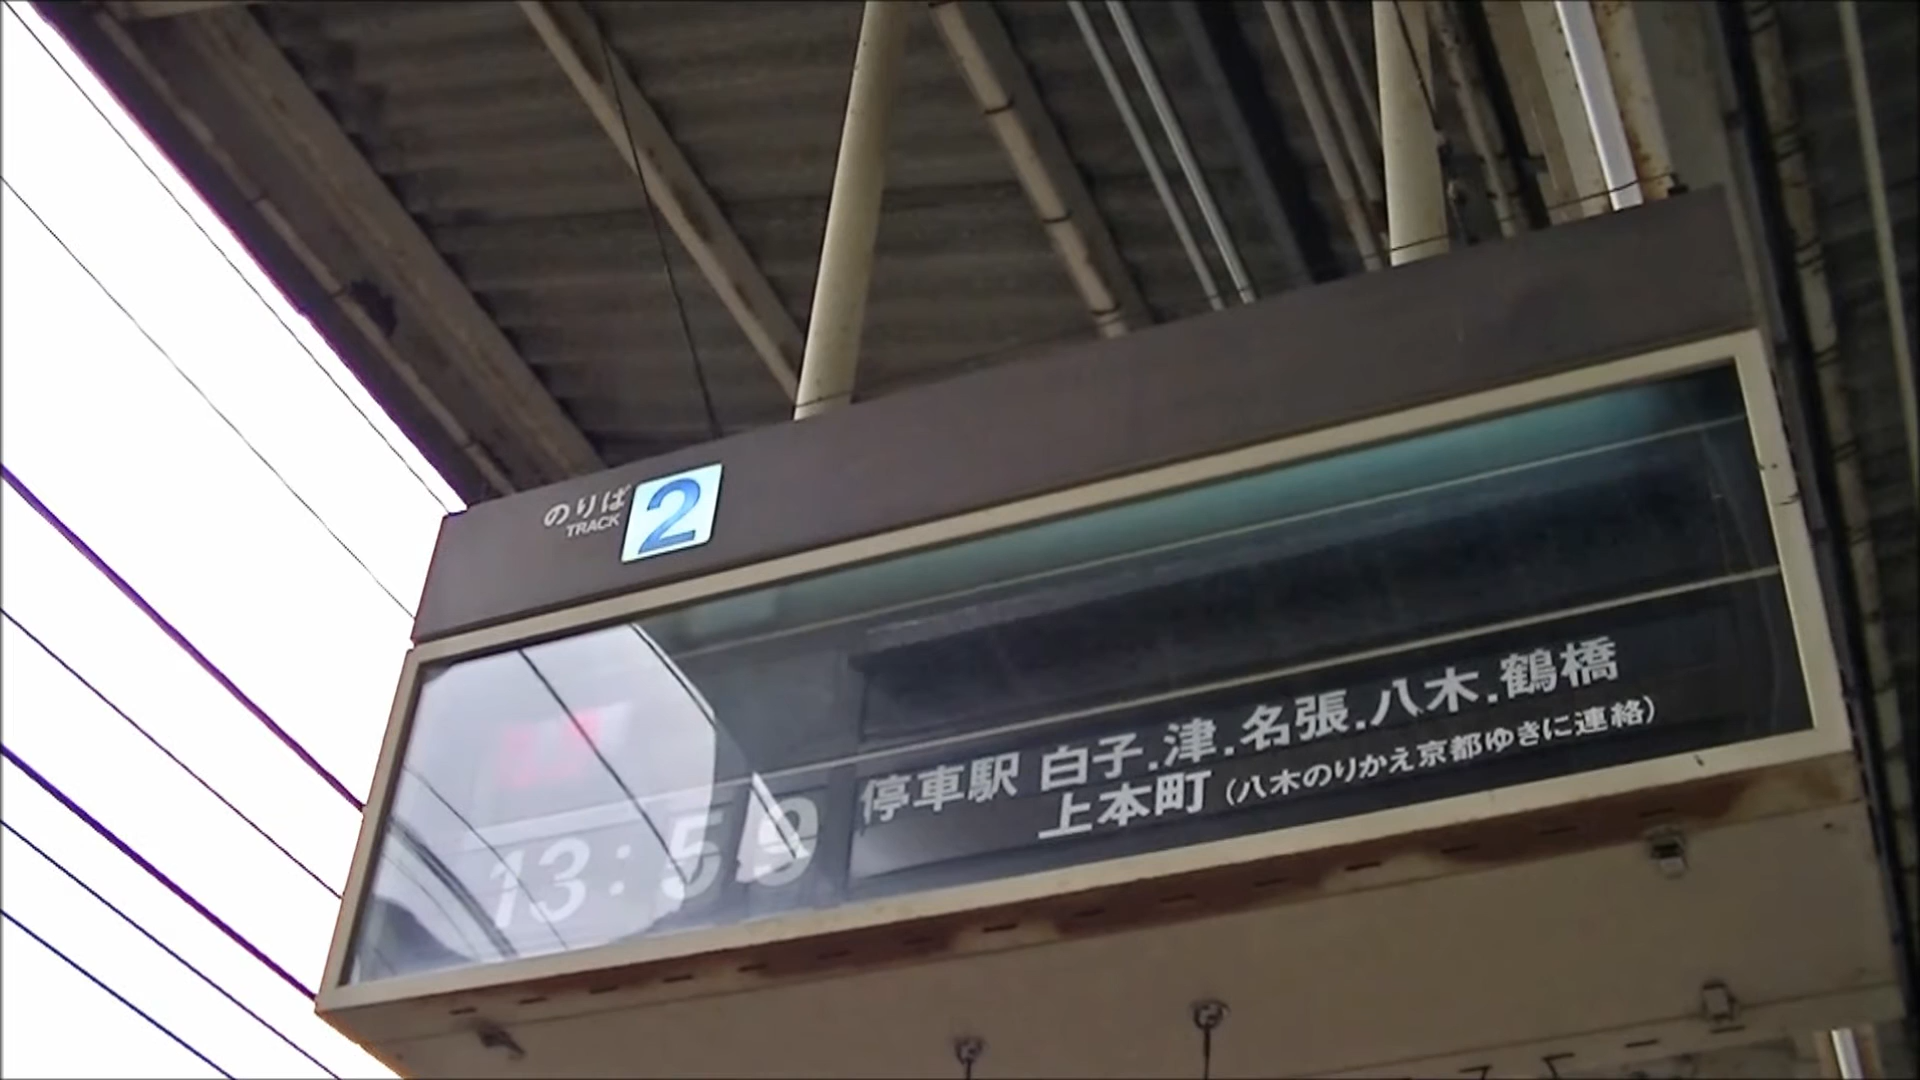 のりば
TRACK 2
13:59
停車駅 白子.津.名張.八木.鶴橋
上本町 (八木のりかえ京都ゆきに連絡)